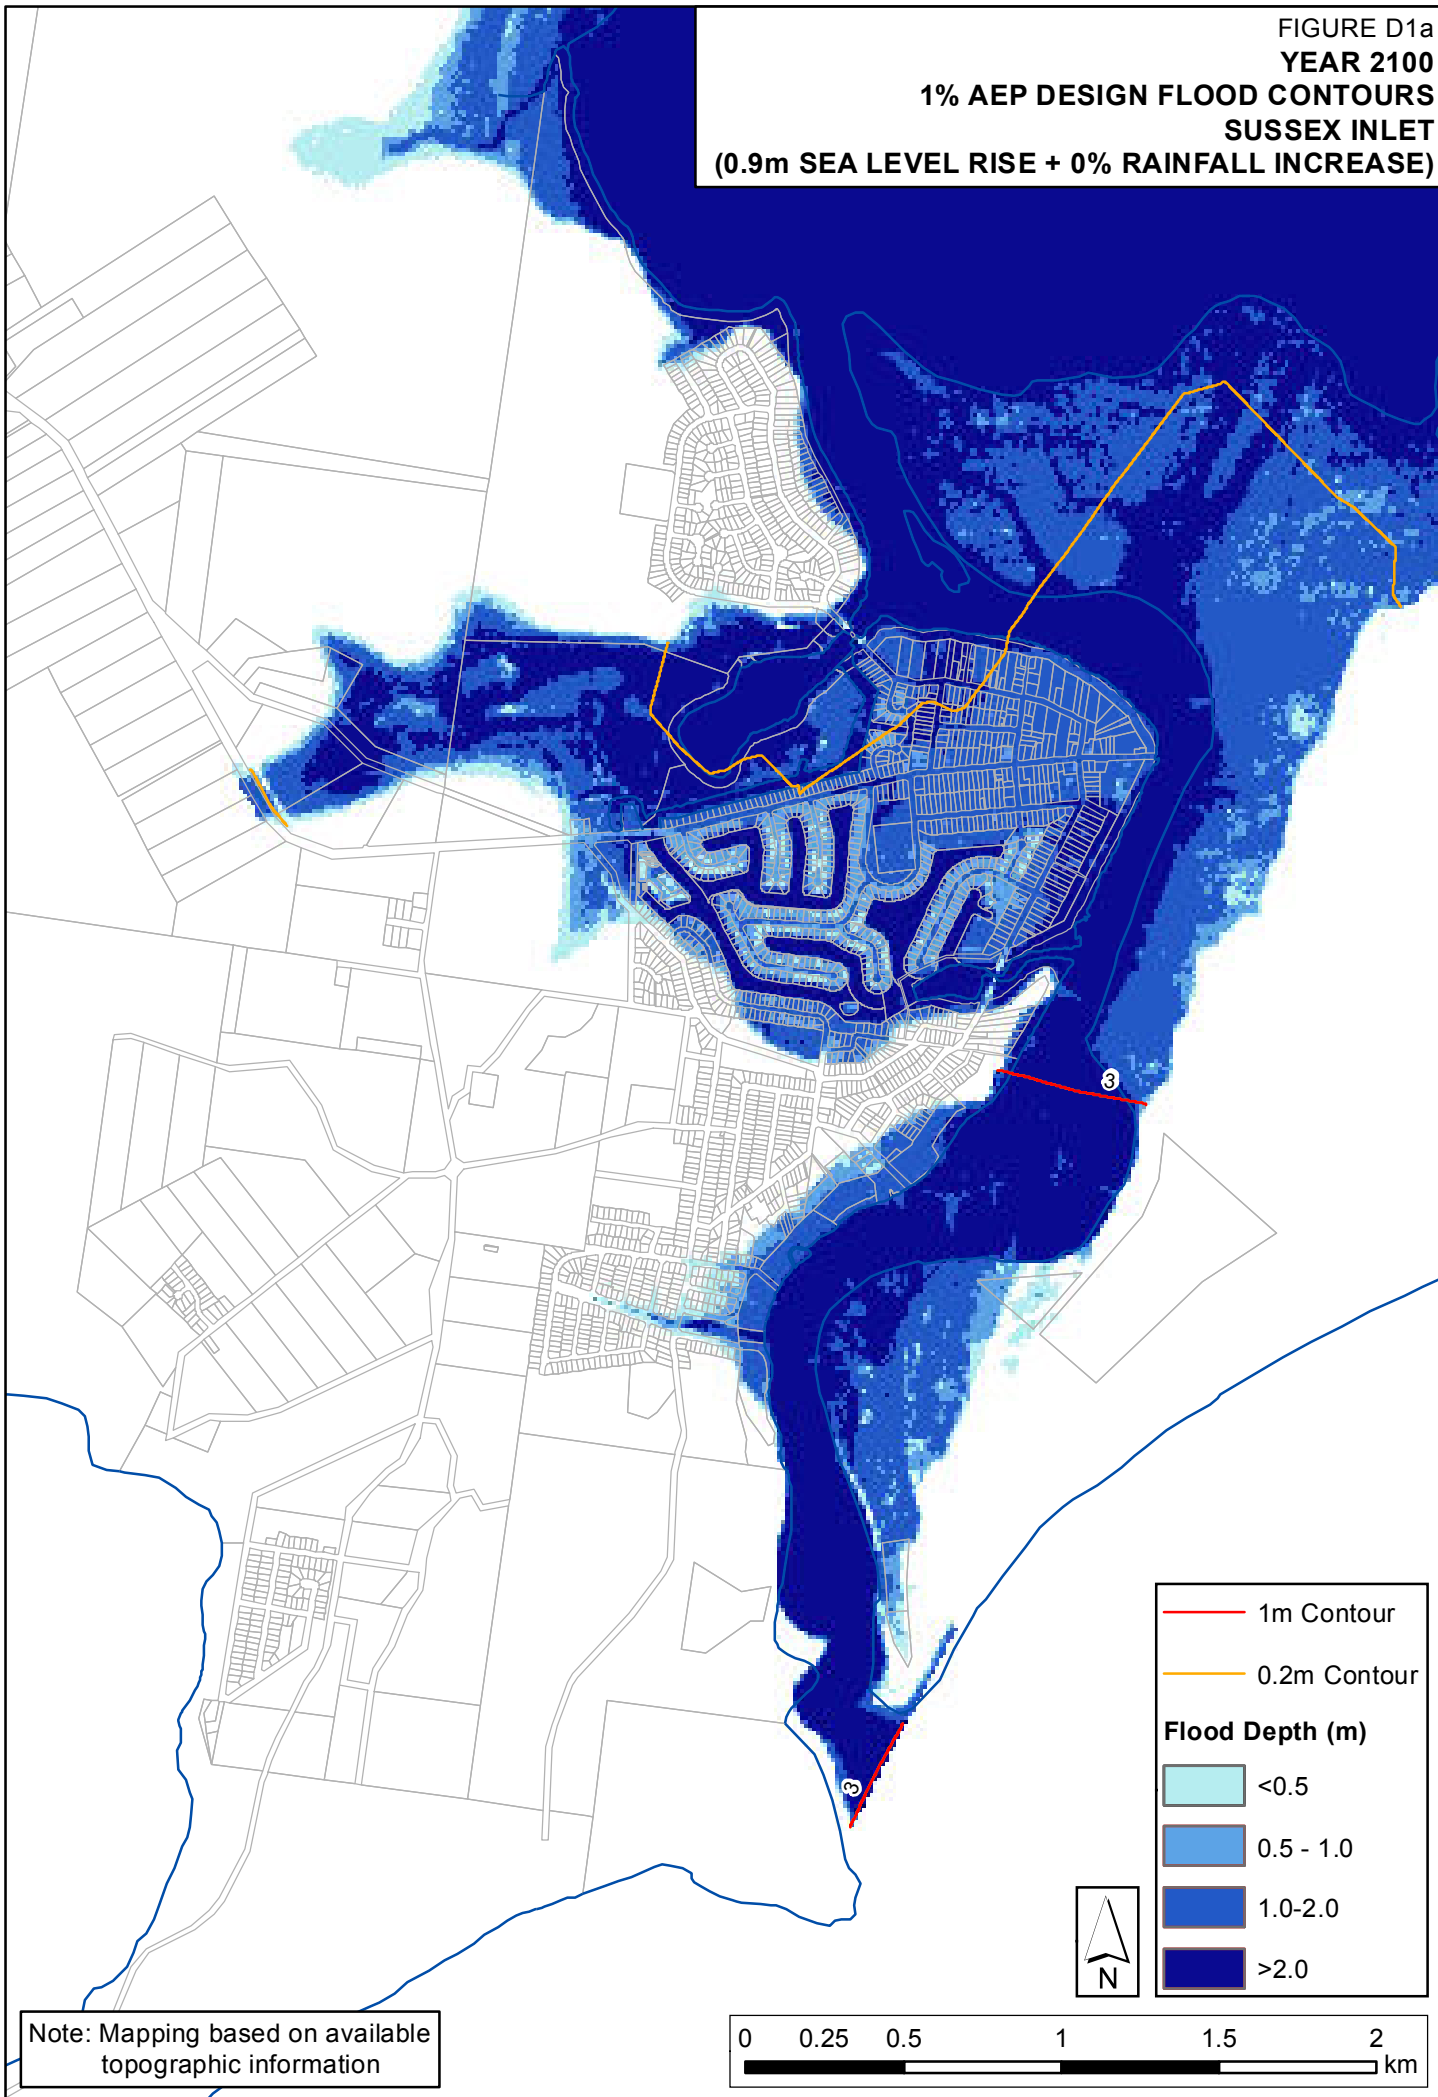 FIGURE D1a
YEAR 2100
1% AEP DESIGN FLOOD CONTOURS
SUSSEX INLET
(0.9m SEA LEVEL RISE + 0% RAINFALL INCREASE)
3
3
1m Contour
0.2m Contour
Flood Depth (m)
<0.5
0.5 - 1.0
1.0-2.0
>2.0
N
Note: Mapping based on available
topographic information
0 0.25 0.5 1 1.5 2
km